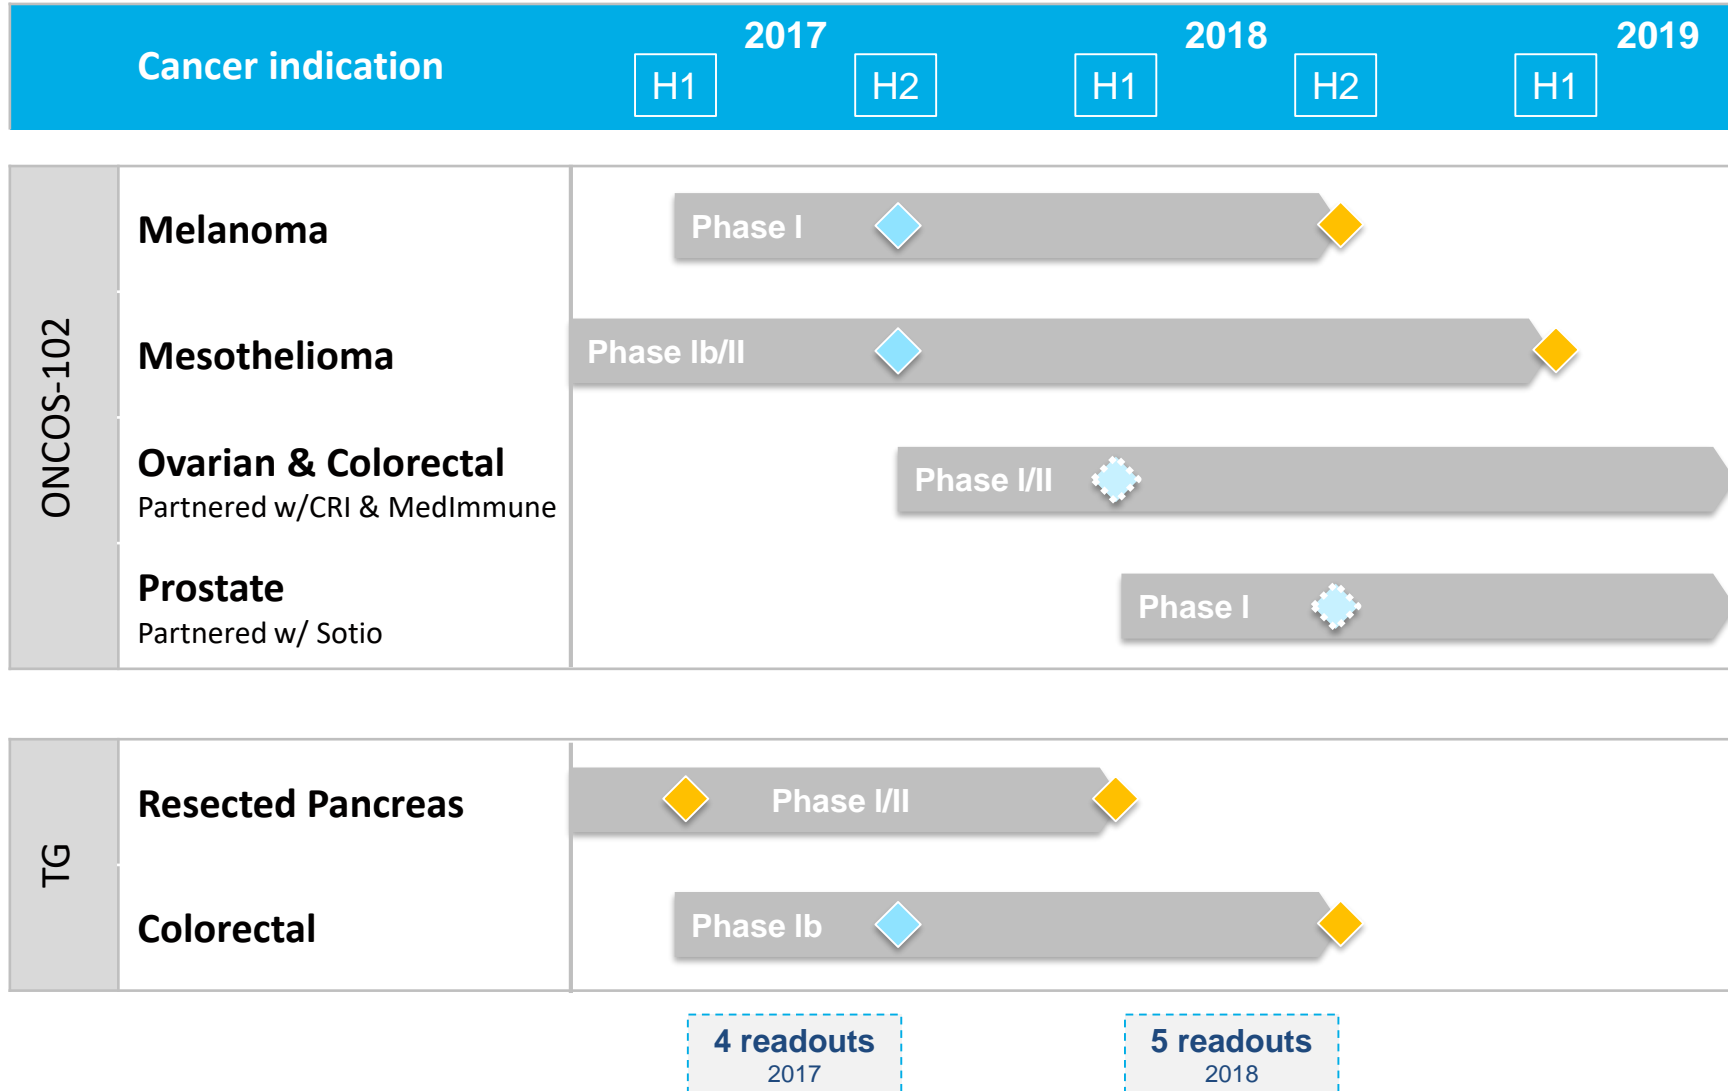 Cancer indication
2017
2018
2019
H1
H2
H1
H2
H1
ONCOS-102
Melanoma
Phase I
Mesothelioma
Phase Ib/II
Ovarian & Colorectal
Partnered w/CRI & MedImmune
Phase I/II
Prostate
Partnered w/ Sotio
Phase I
TG
Resected Pancreas
Phase I/II
Colorectal
Phase Ib
4 readouts
2017
5 readouts
2018